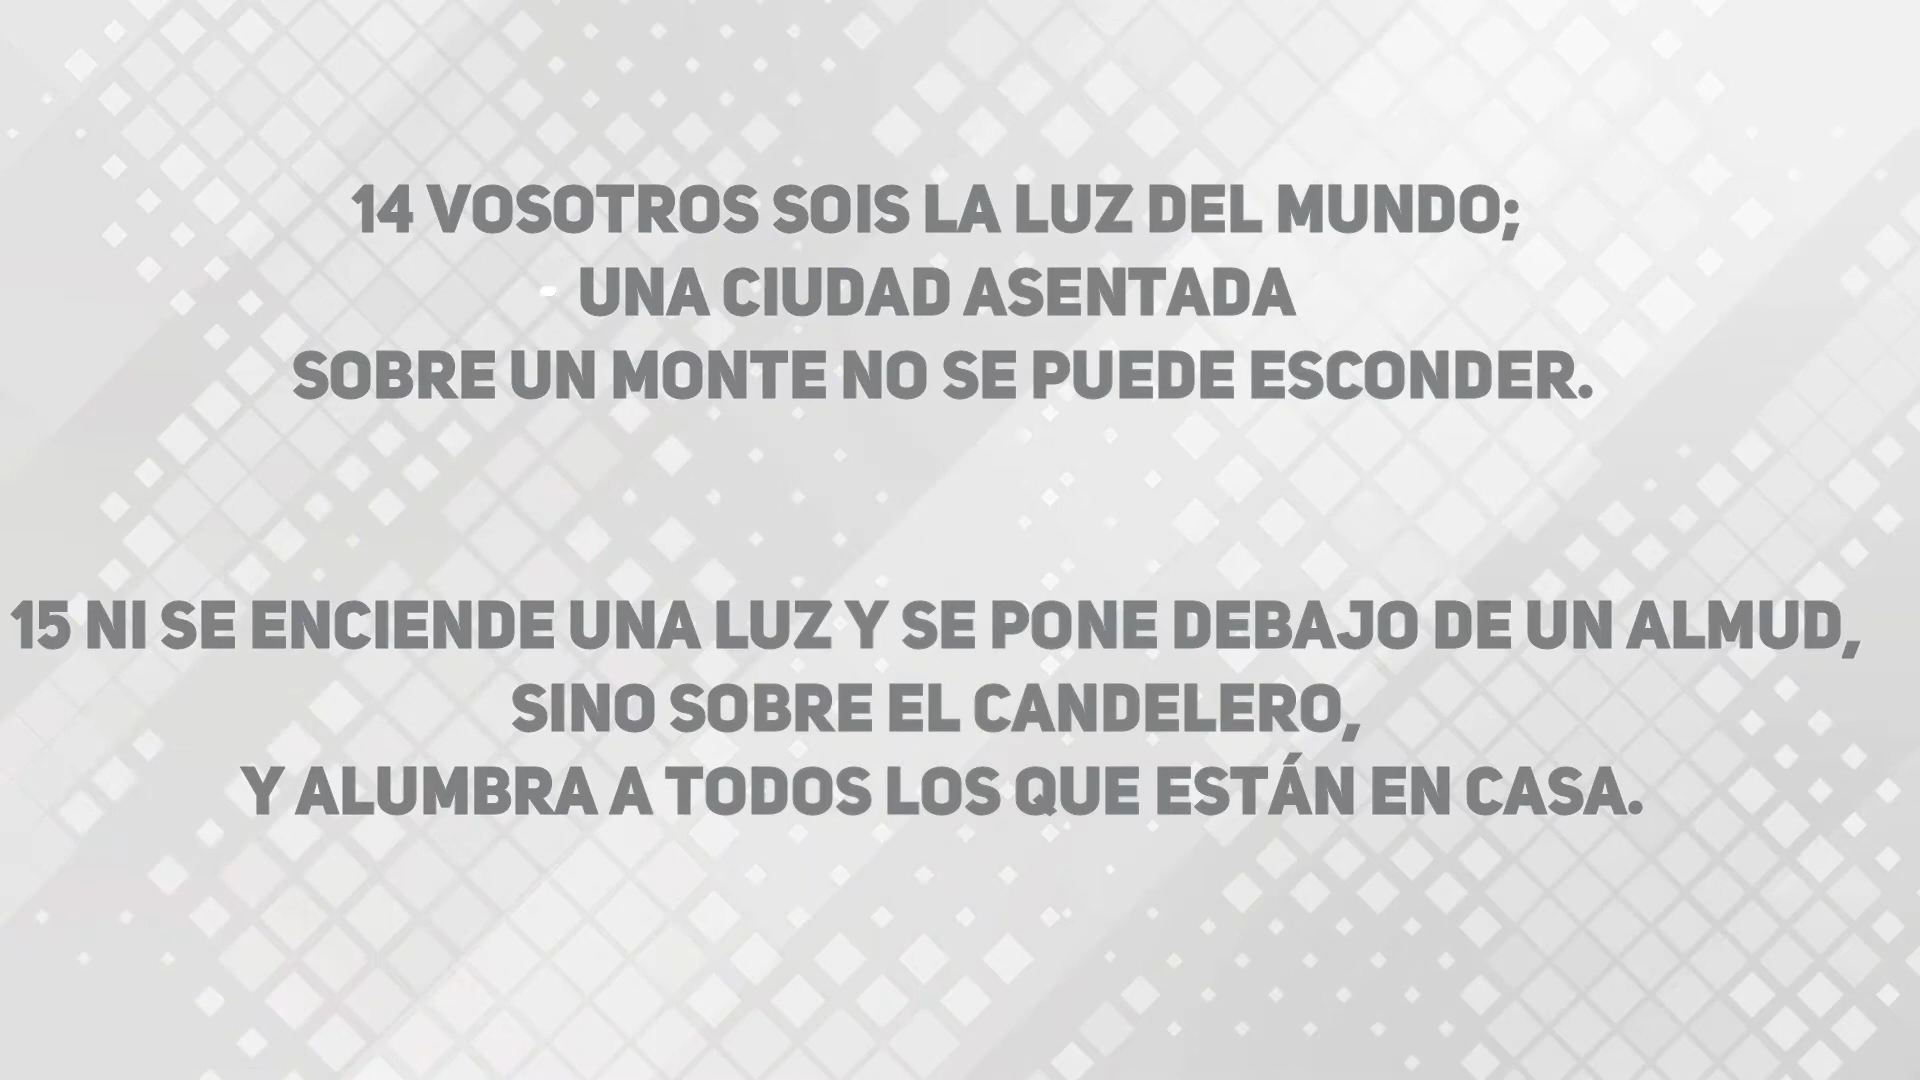 14 VOSOTROS SOIS LA LUZ DEL MUNDO;
UNA CIUDAD ASENTADA
SOBRE UN MONTE NO SE PUEDE ESCONDER.
15 NI SE ENCIENDE UNA LUZ Y SE PONE DEBAJO DE UN ALMUD,
SINO SOBRE EL CANDELERO,
Y ALUMBRA A TODOS LOS QUE ESTÁN EN CASA.